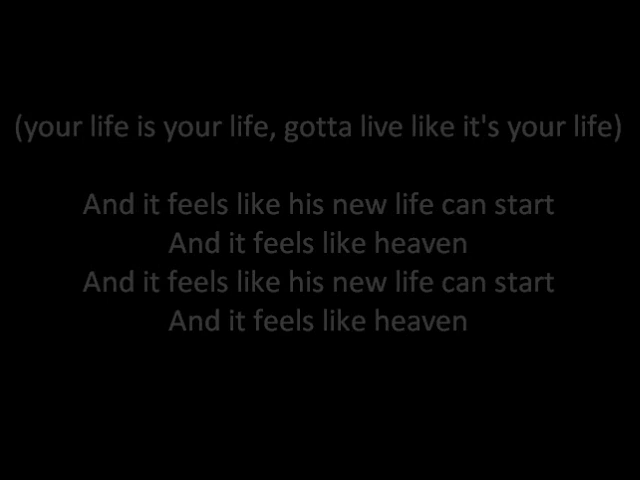 (your life is your life, gotta live like it's your life)
And it feels like his new life can start
And it feels like heaven
And it feels like his new life can start
And it feels like heaven